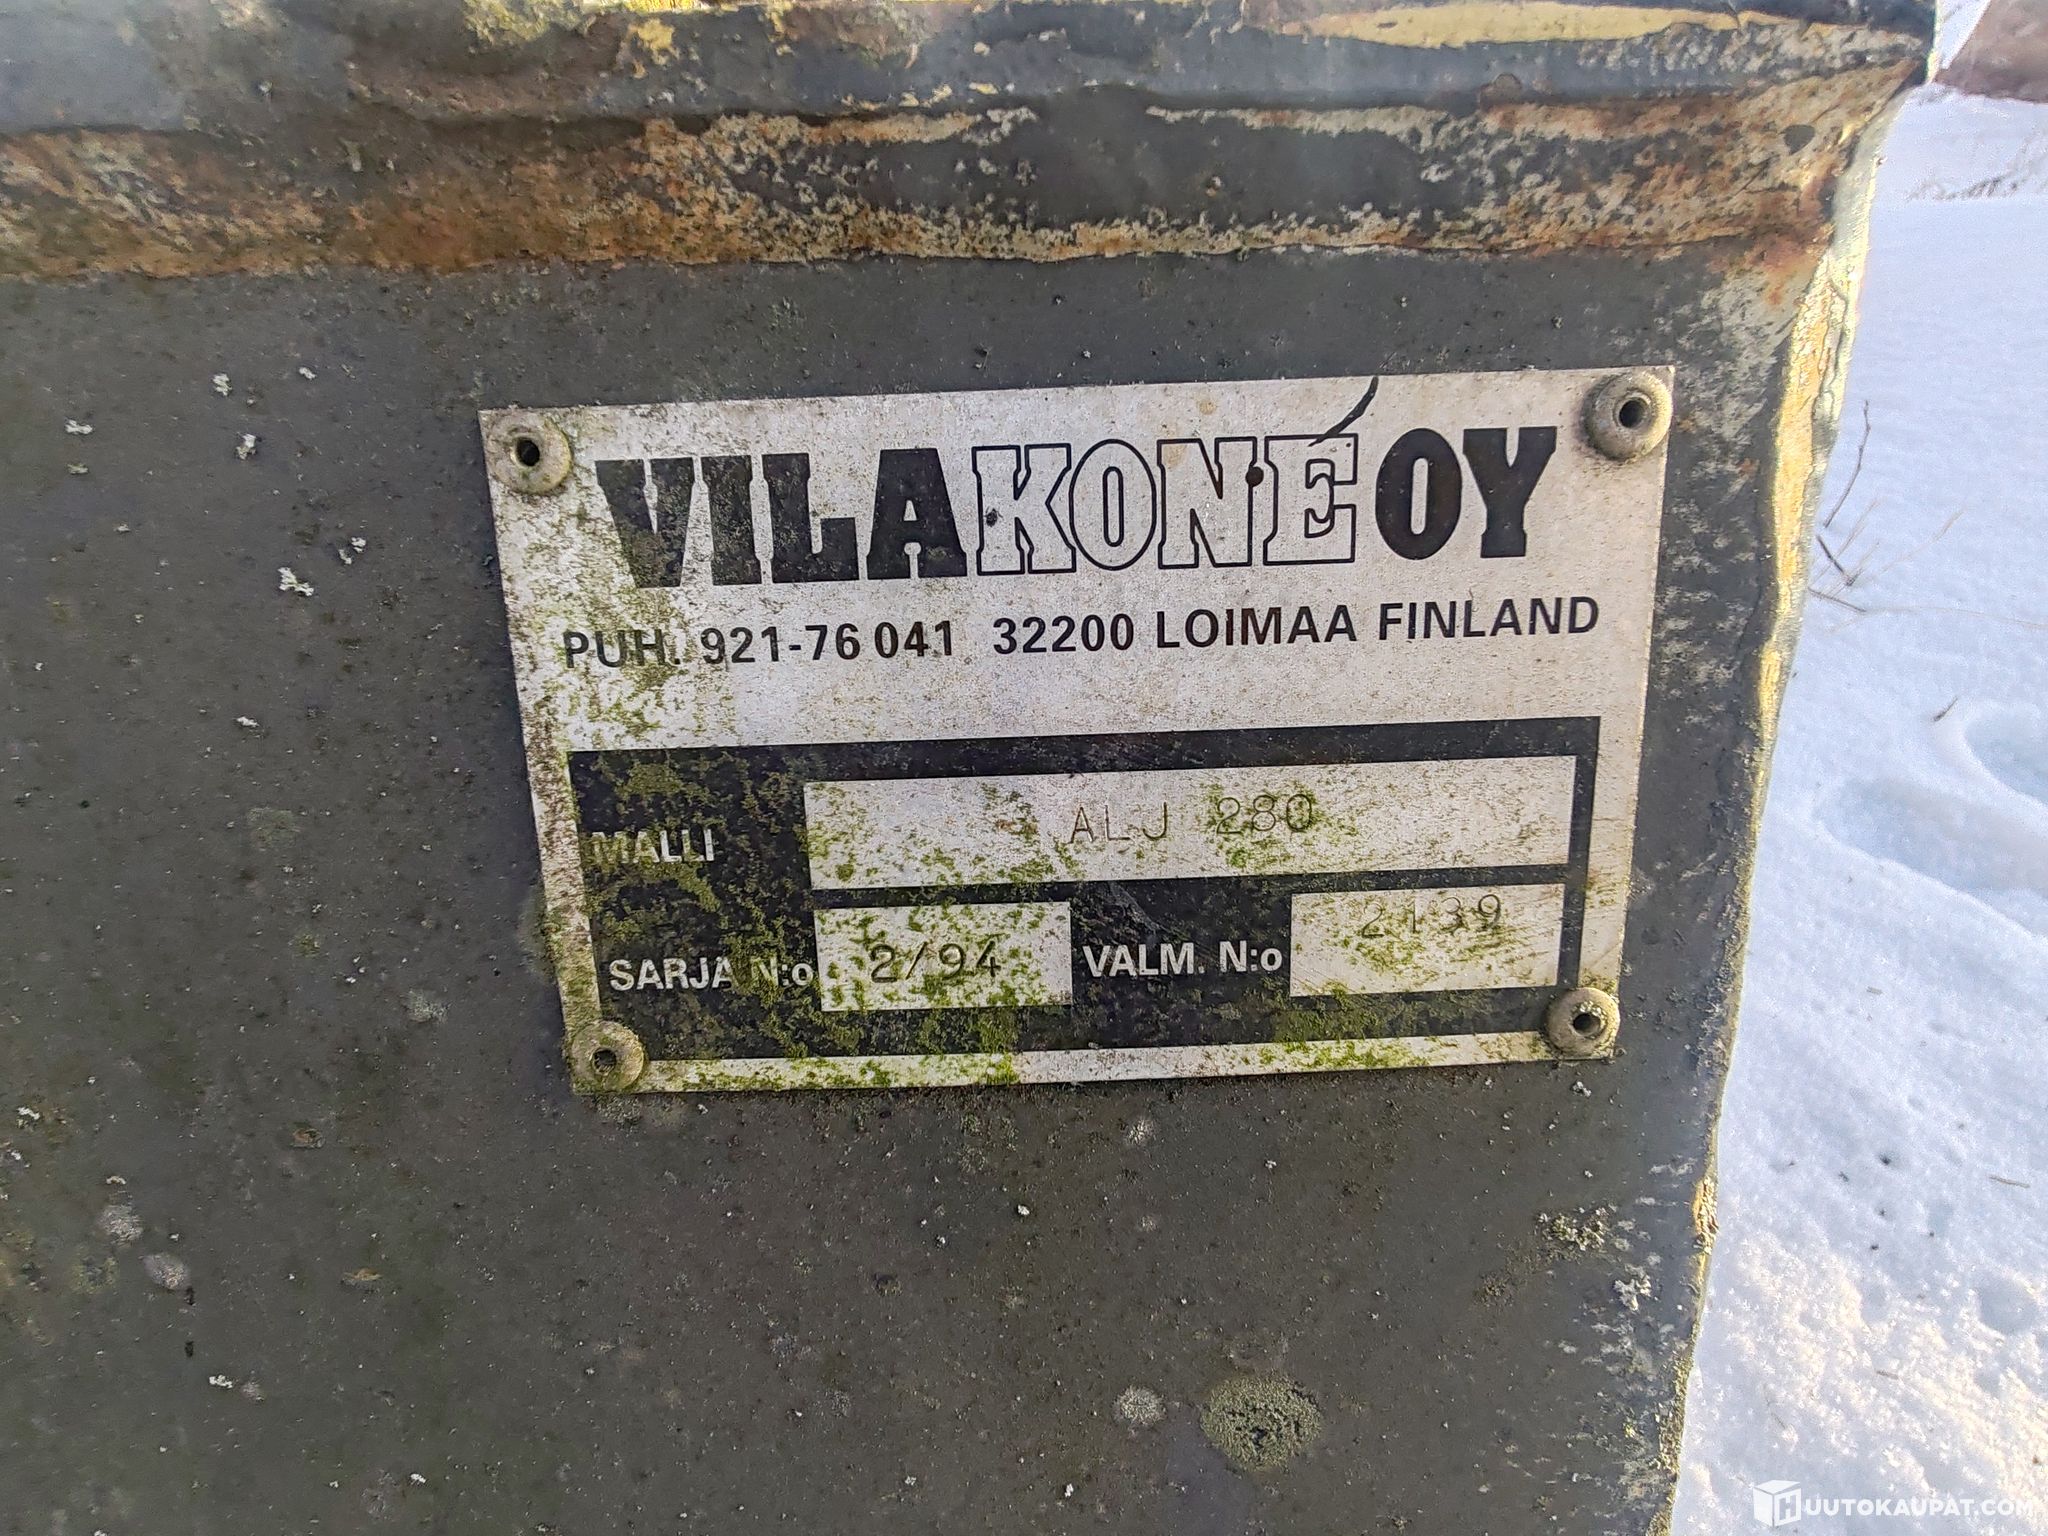 VILAKONE OY
PUH. 921-76 041 32200 LOIMAA FINLAND
MALLI ALJ 280
SARJA N:o 2/94 VALM. N:o 2139
HUUTOKAUPAT.COM